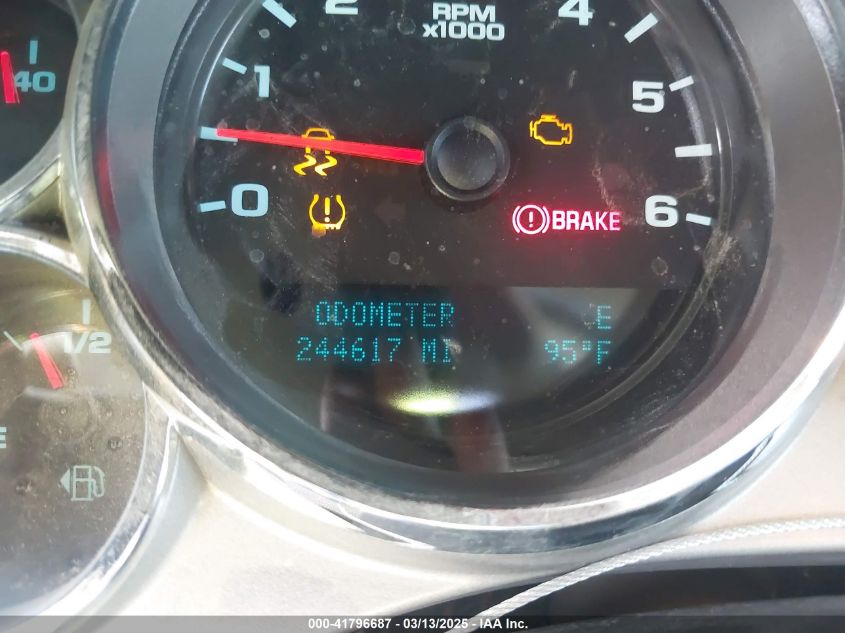 2 4
RPM
x1000
40
1 5
0 6
BRAKE
ODOMETER E
244617 MI 95°F
1/2
E
000-41796687 - 03/13/2025 - IAA Inc.